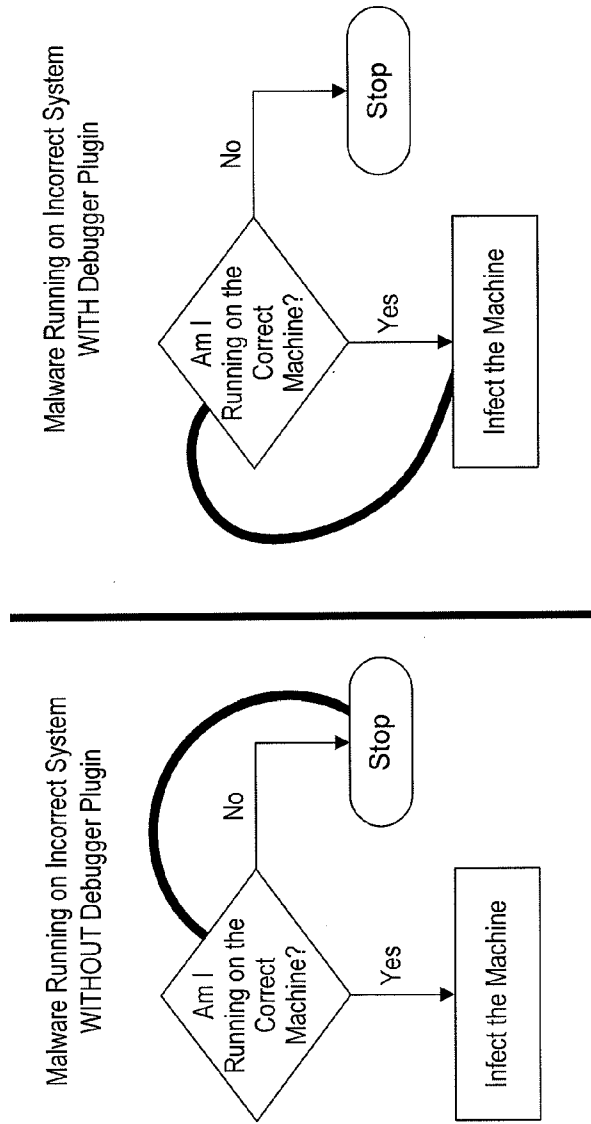 Malware Running on Incorrect System
WITHOUT Debugger Plugin
Am I
Running on the
Correct
Machine?
No
Stop
Yes
Infect the Machine
Malware Running on Incorrect System
WITH Debugger Plugin
Am I
Running on the
Correct
Machine?
No
Stop
Yes
Infect the Machine